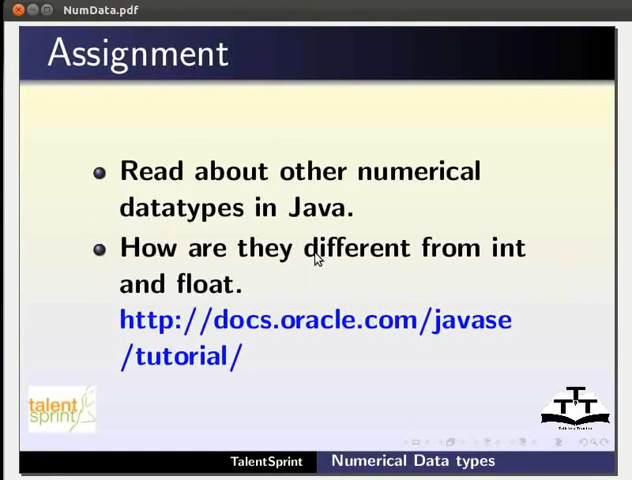 NumData.pdf
Assignment
Read about other numerical
datatypes in Java.
How are they different from int
and float.
http://docs.oracle.com/javase
/tutorial/
talent
sprint
TTT
TalentSprint
Numerical Data types